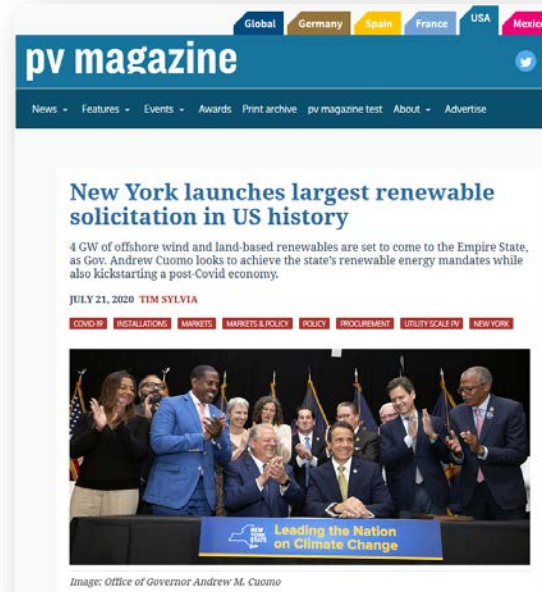 Global Germany Spain France USA Mexico
pv magazine
News Features Events Awards Print archive pv magazine test About Advertise
New York launches largest renewable
solicitation in US history
4 GW of offshore wind and land-based renewables are set to come to the Empire State,
as Gov. Andrew Cuomo looks to achieve the state's renewable energy mandates while
also kickstarting a post-Covid economy.
JULY 21, 2020 TIM SYLVIA
COVID-19 INSTALLATIONS MARKETS MARKETS & POLICY POLICY PROCUREMENT UTILITY SCALE PV NEW YORK
NEW YORK STATE
Leading the Nation
on Climate Change
Image: Office of Governor Andrew M. Cuomo